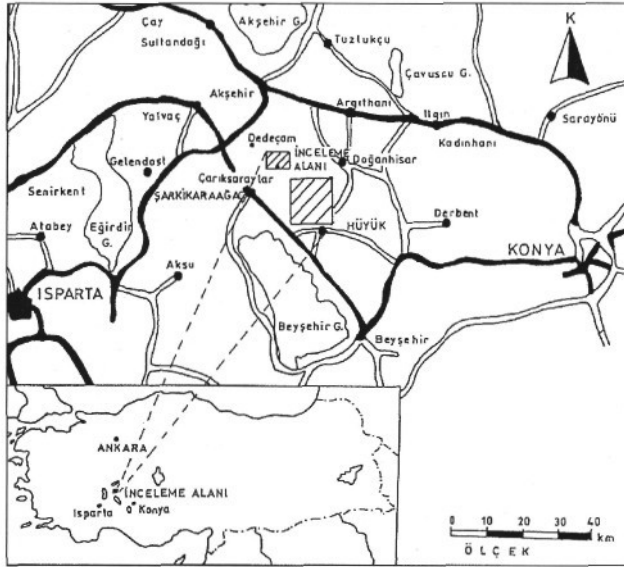 Çay
Sultandağı
Akşehir G.
Tuzlukçu
K
Çavuscu G.
Akşehir
Yalvaç
Argıthanı
Ilgın
Sarayönü
Kadınhanı
Dedeçam
İNCELEME
ALANI
Doğanhisar
Gelendost
Çarıksaraylar
ŞARKİKARAAĞAÇ
Senirkent
Atabey
Eğirdir
G.
Derbent
HÜYÜK
KONYA
Aksu
ISPARTA
Beyşehir G.
Beyşehir
ANKARA
İNCELEME ALANI
Isparta
Konya
0 10 20 30 40
km
ÖLÇEK